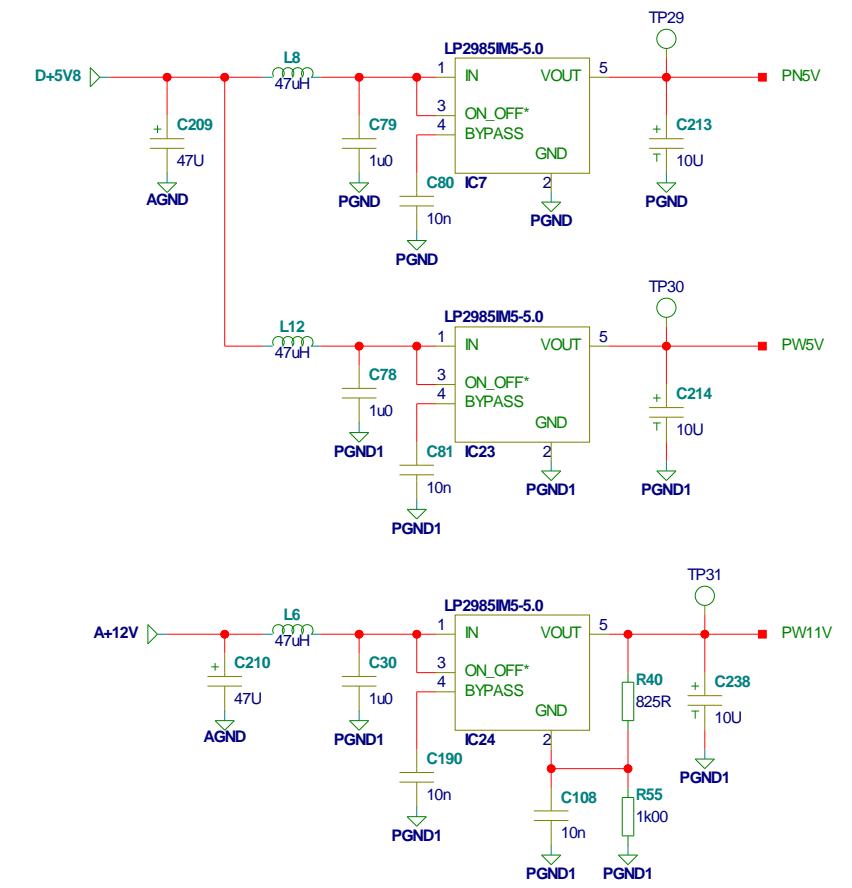 TP29
LP2985IM5-5.0
D+5V8
L8
47uH
1
IN
VOUT
5
PN5V
3
ON_OFF*
4
BYPASS
GND
IC7
2
PGND
+
C209
47U
AGND
C79
1u0
PGND
C80
10n
PGND
+
C213
T
10U
PGND
TP30
LP2985IM5-5.0
L12
47uH
1
IN
VOUT
5
PW5V
3
ON_OFF*
4
BYPASS
GND
IC23
2
PGND1
C78
1u0
PGND1
C81
10n
PGND1
+
C214
T
10U
PGND1
TP31
LP2985IM5-5.0
A+12V
L6
47uH
1
IN
VOUT
5
PW11V
3
ON_OFF*
4
BYPASS
GND
IC24
2
+
C210
47U
AGND
C30
1u0
PGND1
C190
10n
PGND1
R40
825R
+
C238
T
10U
PGND1
C108
10n
PGND1
R55
1k00
PGND1